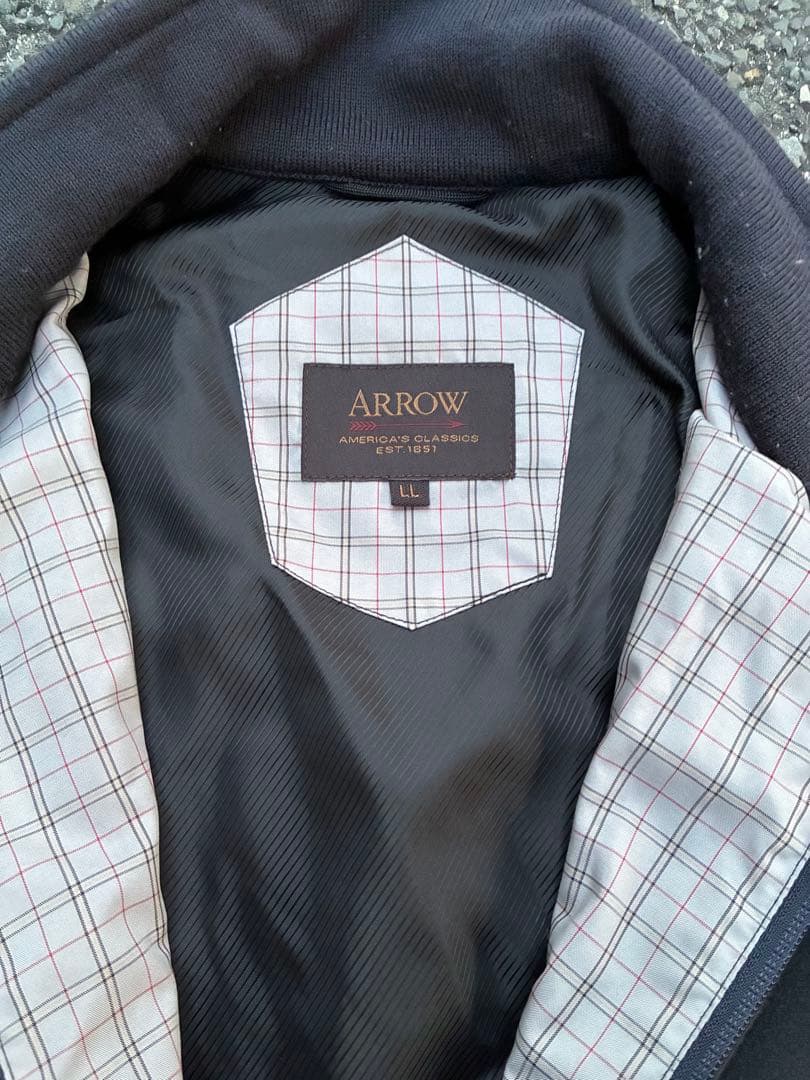 ARROW
AMERICA'S CLASSICS
EST.1851
LL